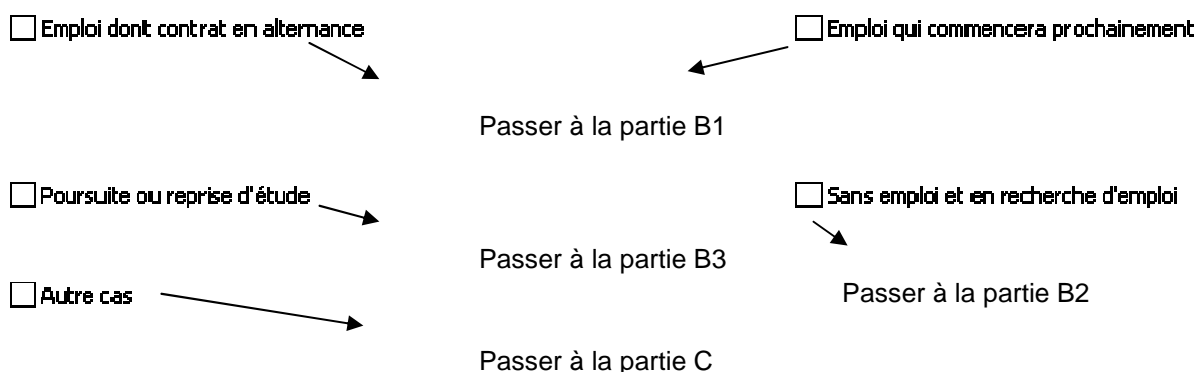 Emploi dont contrat en alternance
Emploi qui commencera prochainement
Passer à la partie B1
Poursuite ou reprise d'étude
Sans emploi et en recherche d'emploi
Passer à la partie B3
Autre cas
Passer à la partie B2
Passer à la partie C